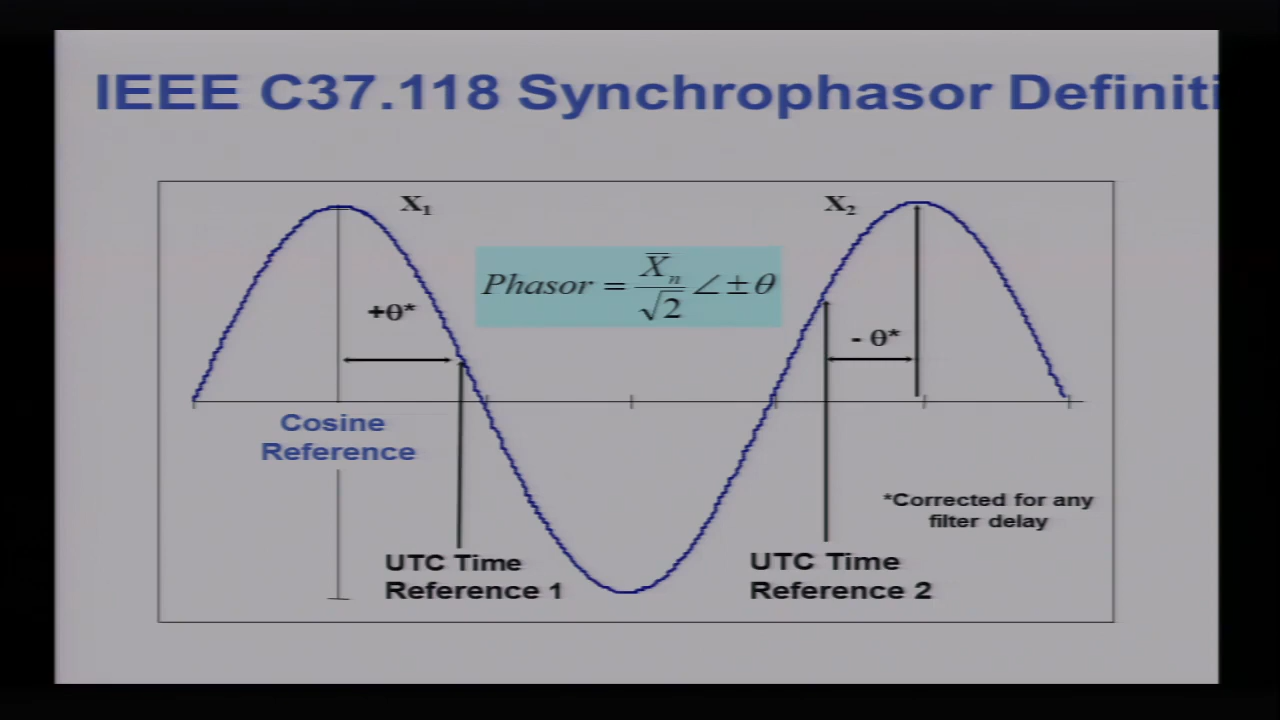 IEEE C37.118 Synchrophasor Definiti
X₁
X₂
Phasor = X̄ₙ/√2 ∠ ± θ
+θ*
- θ*
Cosine
Reference
*Corrected for any
filter delay
UTC Time
Reference 1
UTC Time
Reference 2